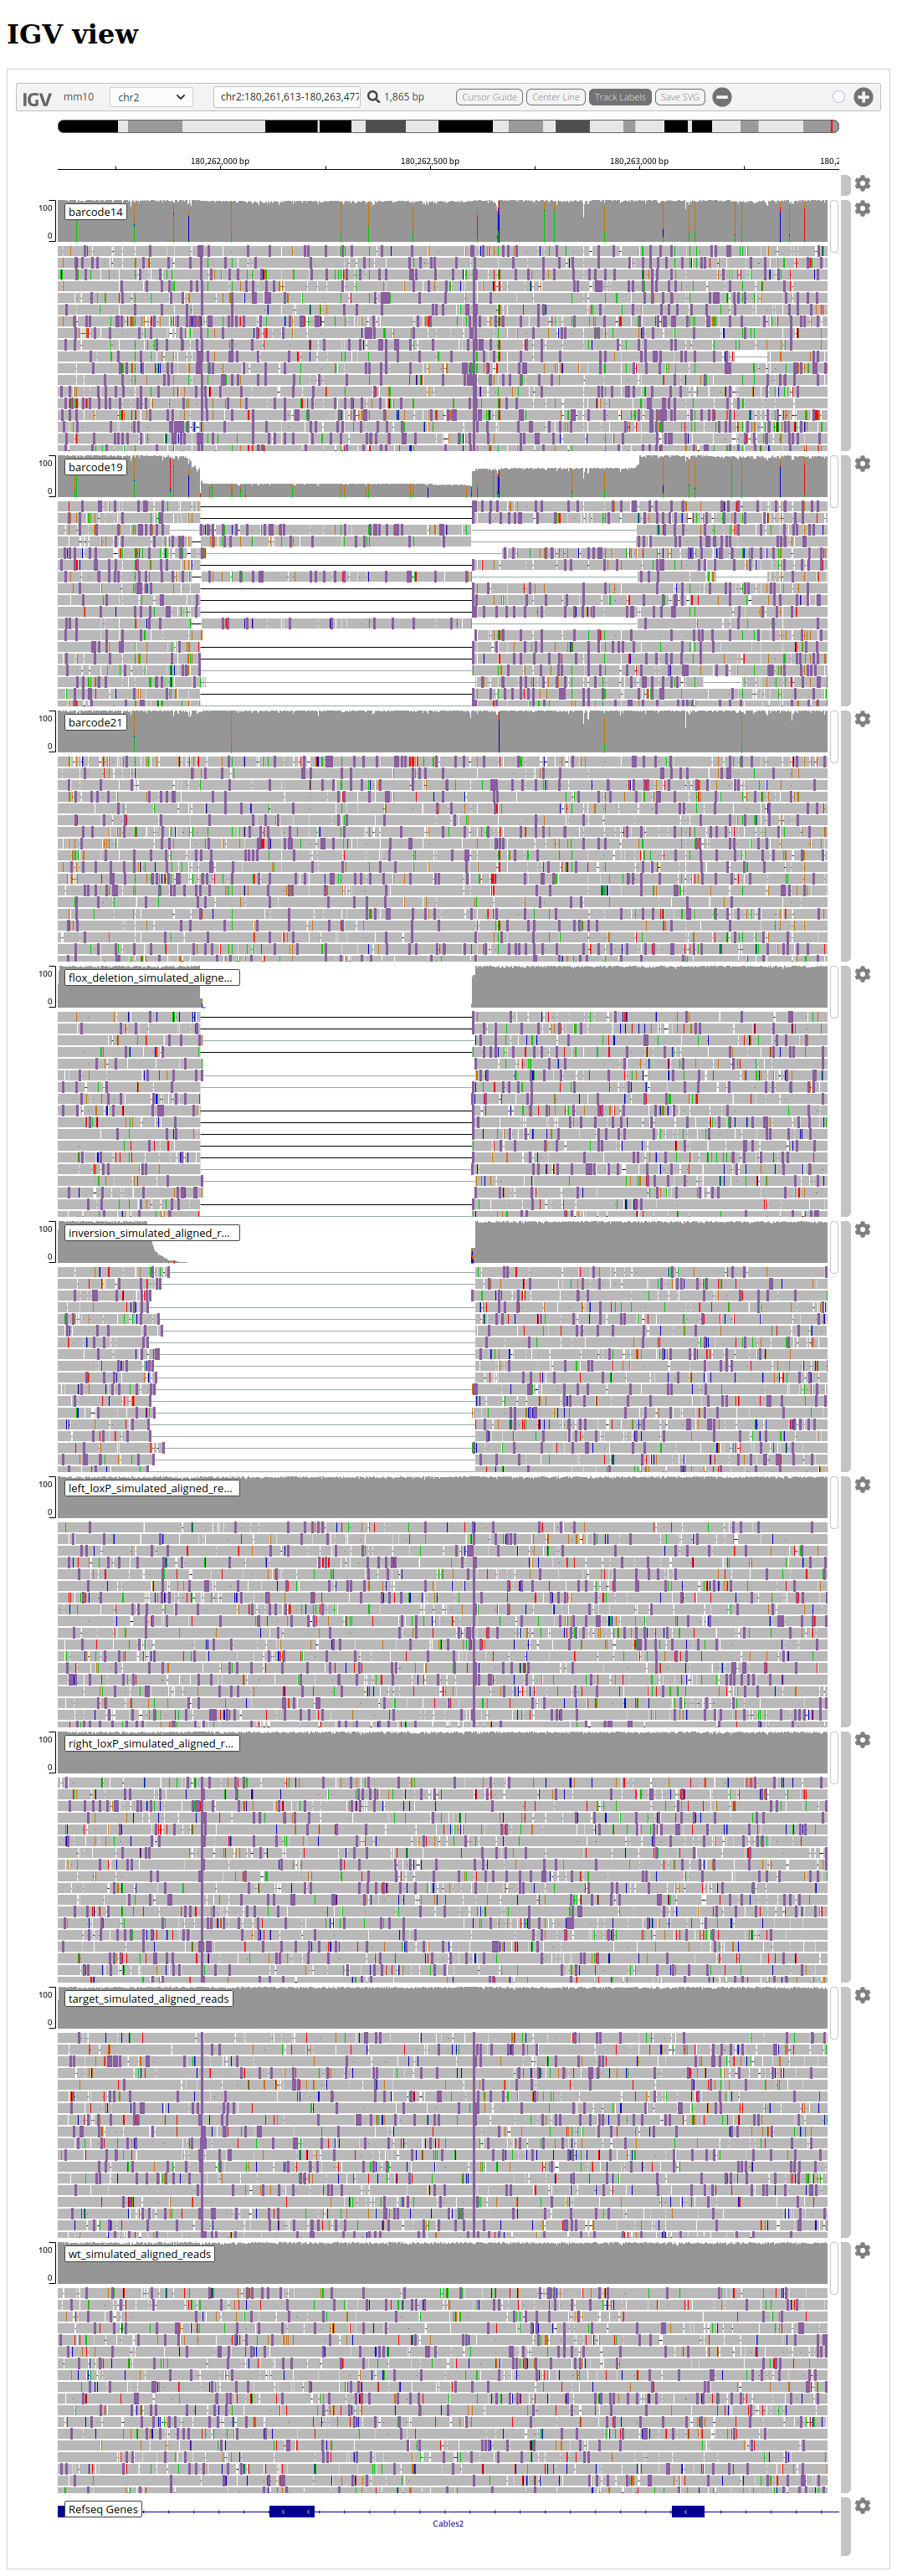 IGV view
IGV mm10 chr2 chr2:180,261,613-180,263,477 1,865 bp Cursor Guide Center Line Track Labels Save SVG
180,262,000 bp 180,262,500 bp 180,263,000 bp 180,2
100 barcode14
0
100 barcode19
0
100 barcode21
0
100 flox_deletion_simulated_aligne...
0
100 inversion_simulated_aligned_r...
0
100 left_loxP_simulated_aligned_re...
0
100 right_loxP_simulated_aligned_r...
0
100 target_simulated_aligned_reads
0
100 wt_simulated_aligned_reads
0
Refseq Genes
Cables2